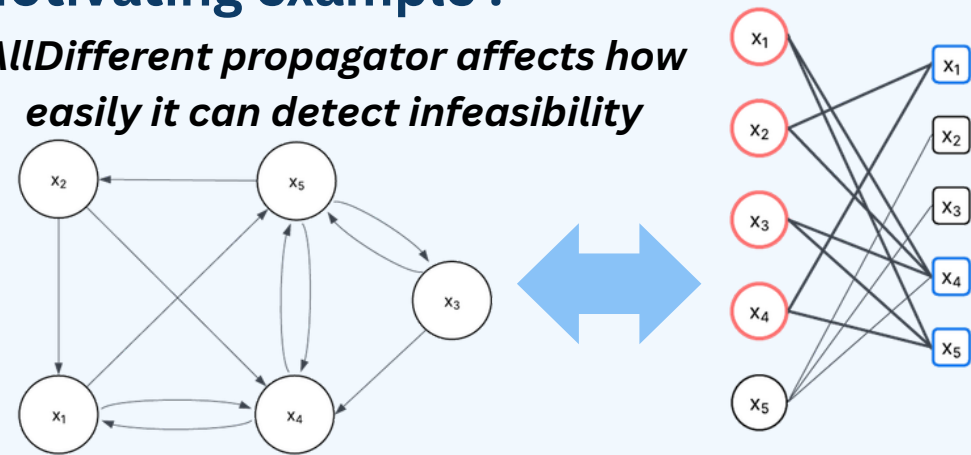 AllDifferent propagator affects how
easily it can detect infeasibility
x₂
x₅
x₃
x₁
x₄
x₁
x₂
x₃
x₄
x₅
x₁
x₂
x₃
x₄
x₅